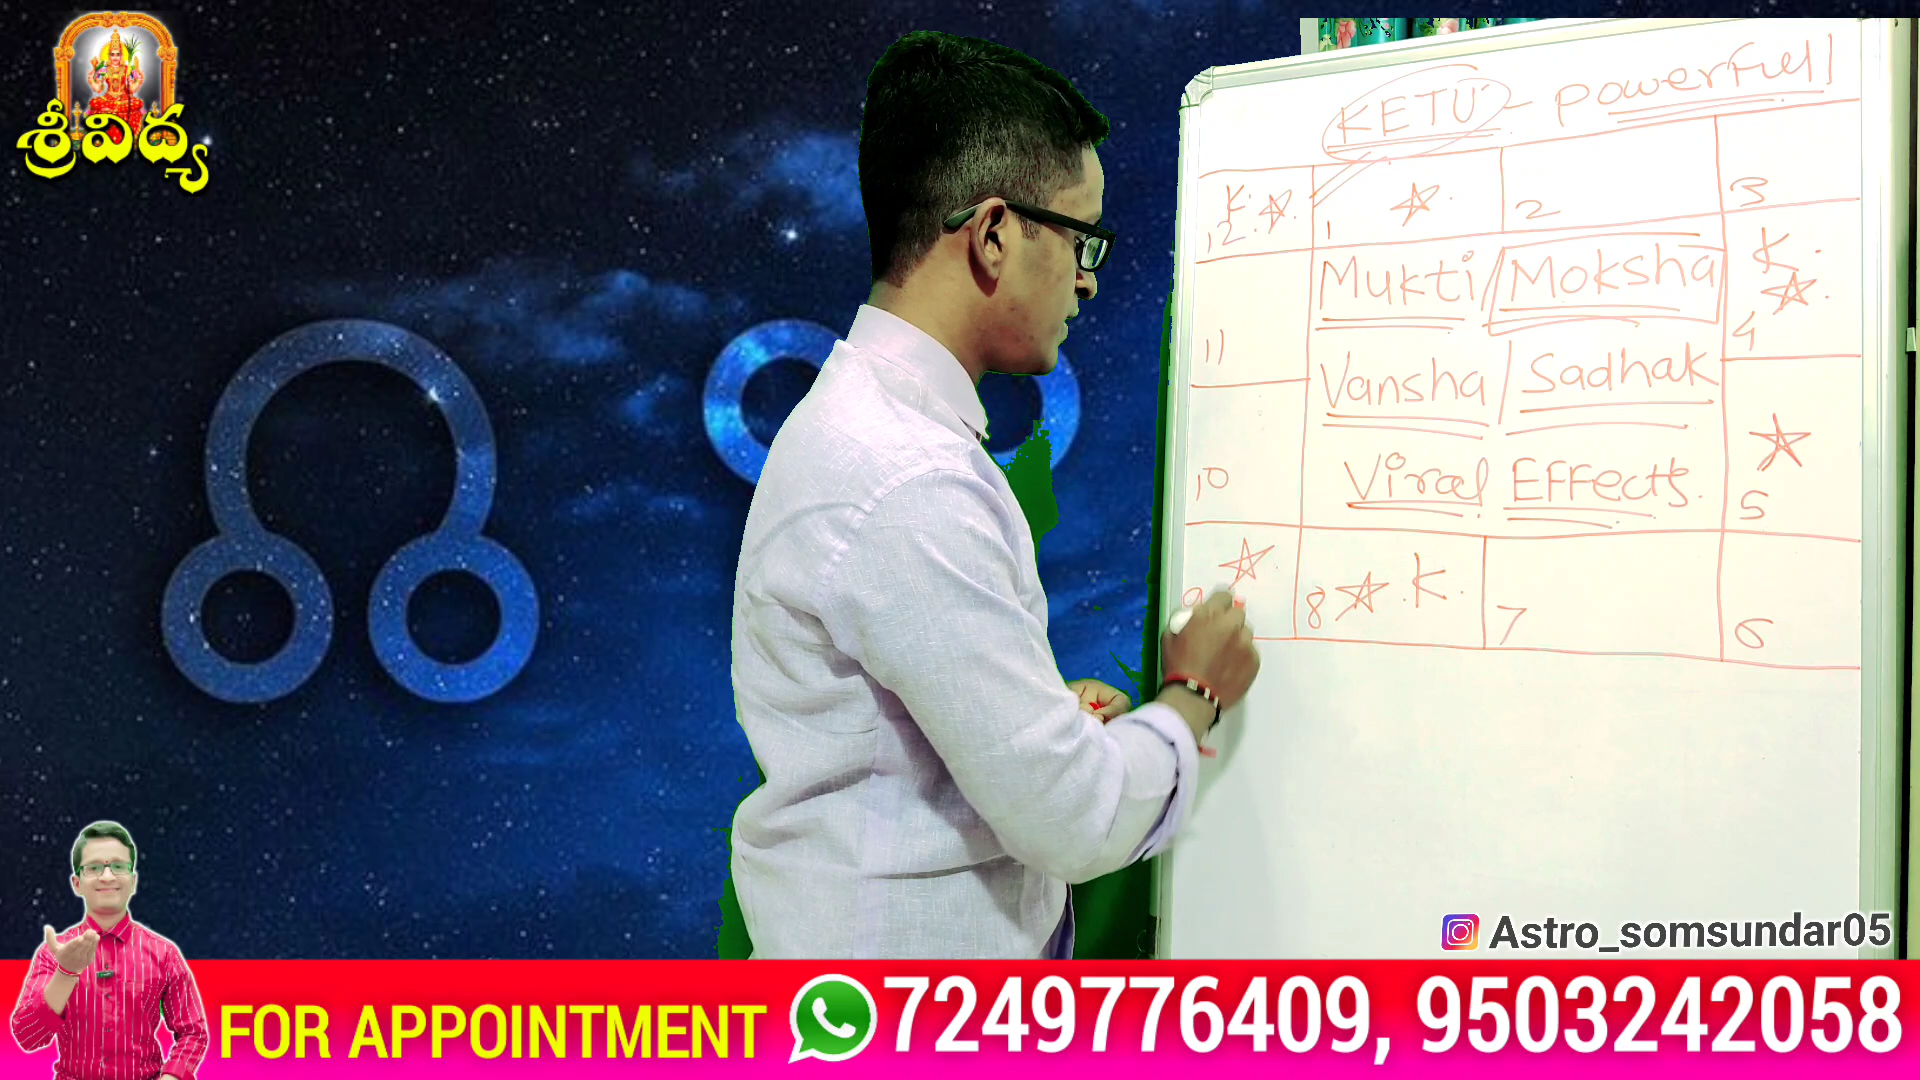 శ్రీవిద్య
KETU - powerfull
K. 12. 1 2 3
Mukti / Moksha
K. 4
11
Vansha / Sadhak
10
Viral EFFects.
5
9 8 . K. 7 6
Astro_somsundar05
FOR APPOINTMENT 7249776409, 9503242058